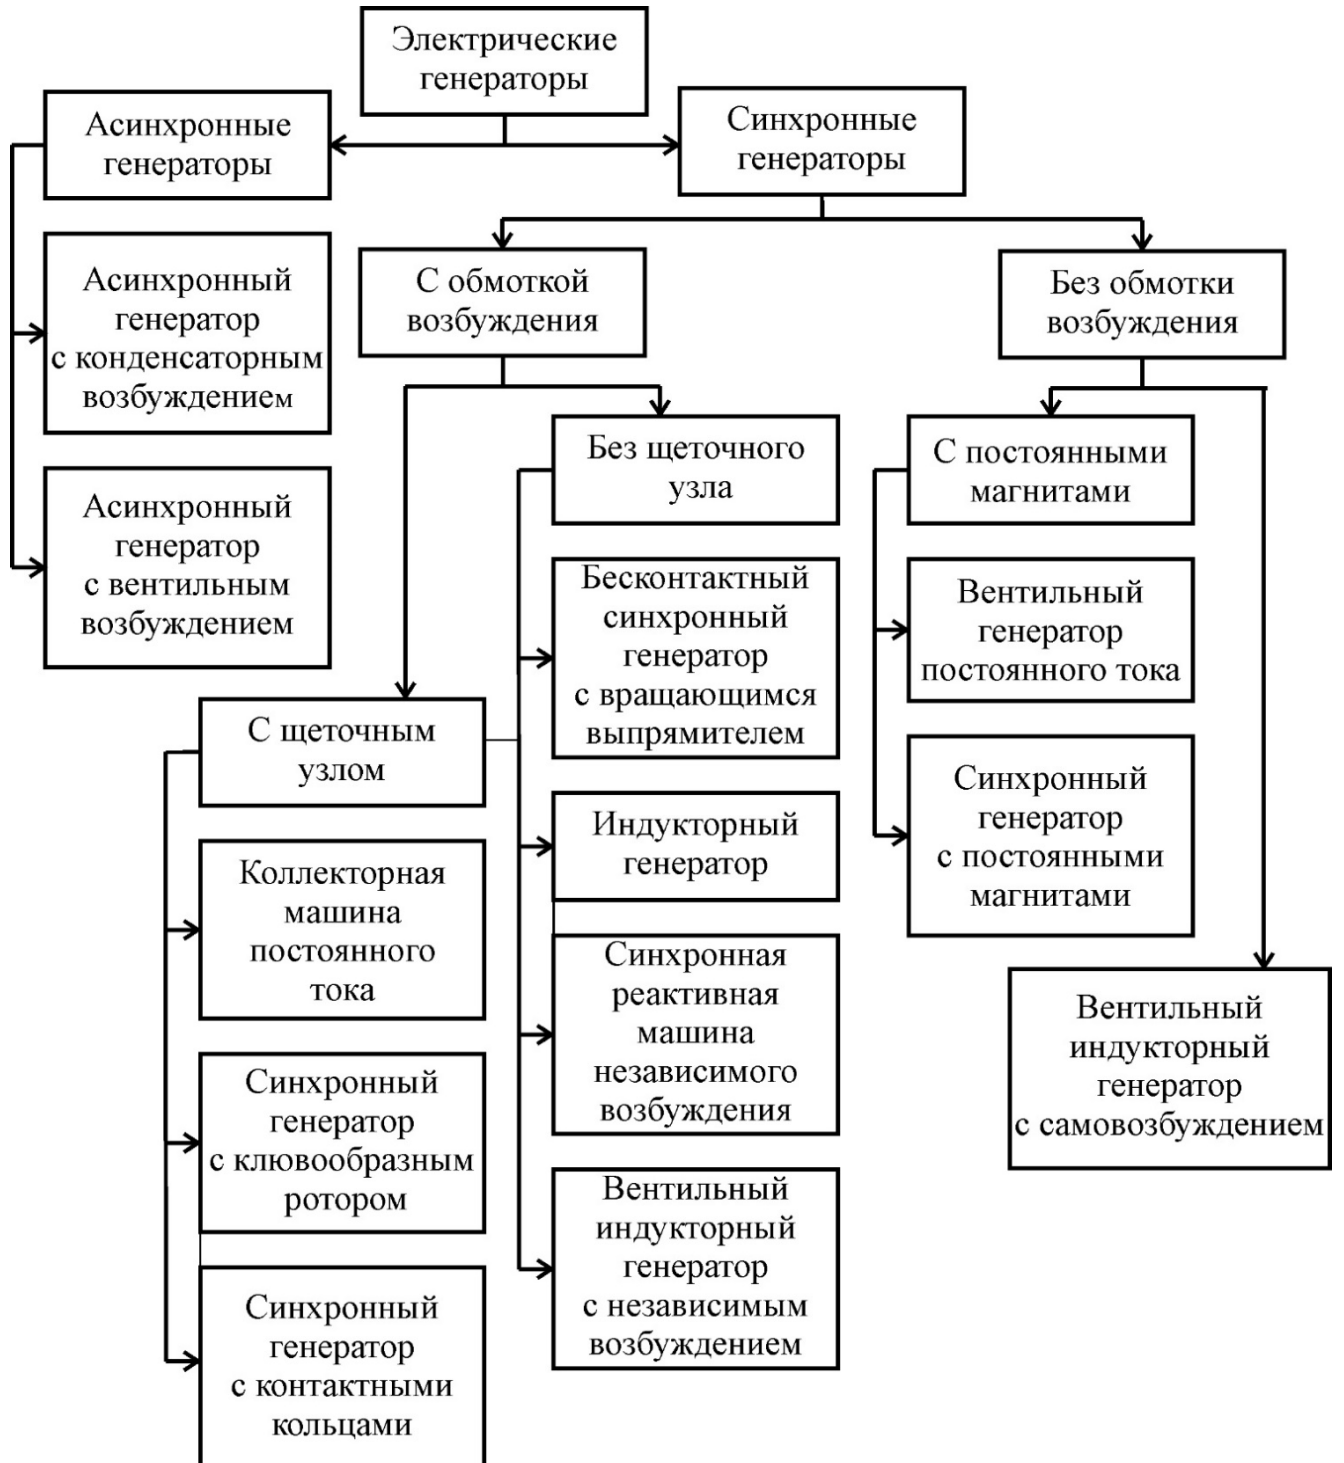 Электрические
генераторы
Асинхронные
генераторы
Синхронные
генераторы
Асинхронный
генератор
с конденсаторным
возбуждением
Асинхронный
генератор
с вентильным
возбуждением
С обмоткой
возбуждения
Без обмотки
возбуждения
Без щеточного
узла
С постоянными
магнитами
С щеточным
узлом
Коллекторная
машина
постоянного
тока
Синхронный
генератор
с клювообразным
ротором
Синхронный
генератор
с контактными
кольцами
Бесконтактный
синхронный
генератор
с вращающимся
выпрямителем
Индукторный
генератор
Синхронная
реактивная
машина
независимого
возбуждения
Вентильный
индукторный
генератор
с независимым
возбуждением
Вентильный
генератор
постоянного тока
Синхронный
генератор
с постоянными
магнитами
Вентильный
индукторный
генератор
с самовозбуждением